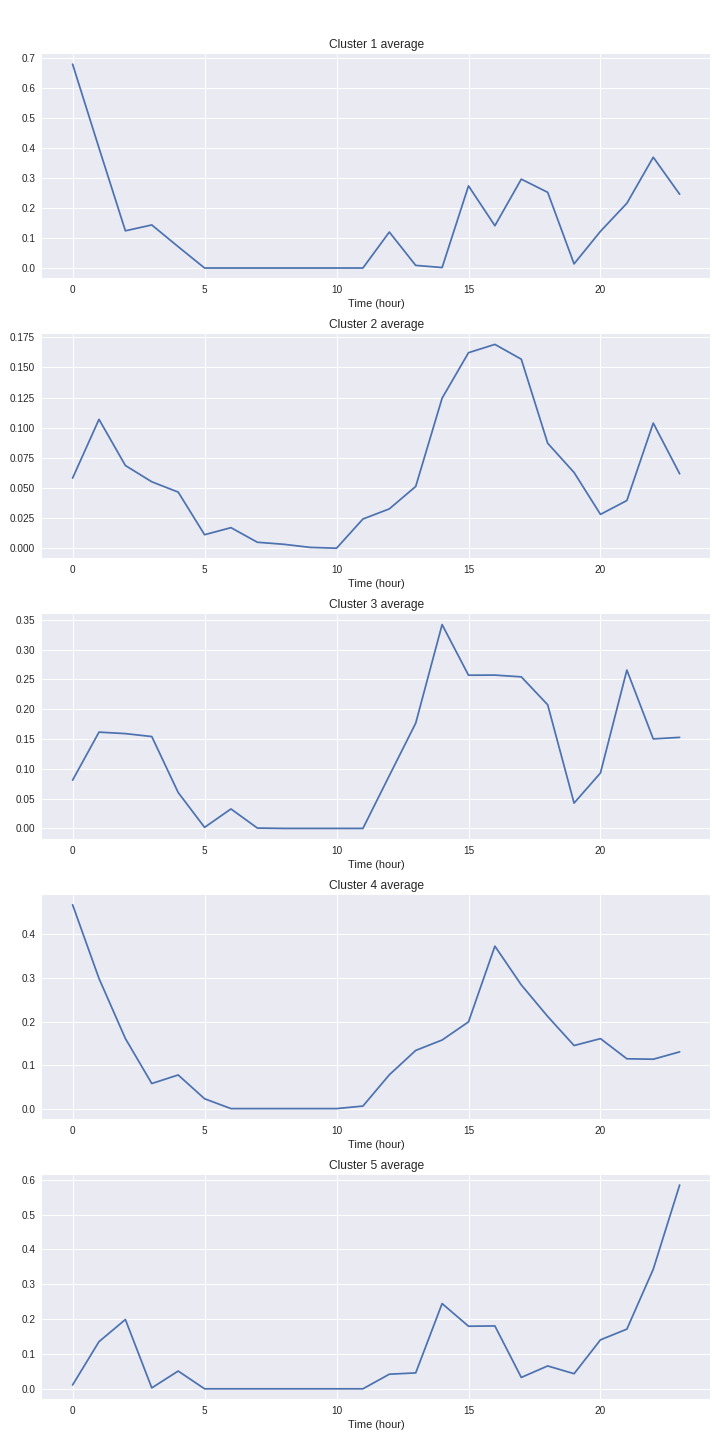 Cluster 1 average
0.7
0.6
0.5
0.4
0.3
0.2
0.1
0.0
0 5 10 15 20
Time (hour)
Cluster 2 average
0.175
0.150
0.125
0.100
0.075
0.050
0.025
0.000
0 5 10 15 20
Time (hour)
Cluster 3 average
0.35
0.30
0.25
0.20
0.15
0.10
0.05
0.00
0 5 10 15 20
Time (hour)
Cluster 4 average
0.4
0.3
0.2
0.1
0.0
0 5 10 15 20
Time (hour)
Cluster 5 average
0.6
0.5
0.4
0.3
0.2
0.1
0.0
0 5 10 15 20
Time (hour)